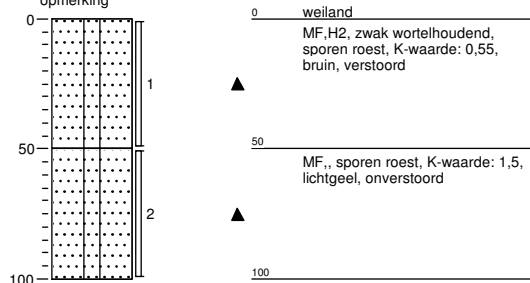 opmerking
0
1
50
2
100
0 weiland
MF,H2, zwak wortelhoudend,
sporen roest, K-waarde: 0,55,
bruin, verstoord
50
MF,, sporen roest, K-waarde: 1,5,
lichtgeel, onverstoord
100